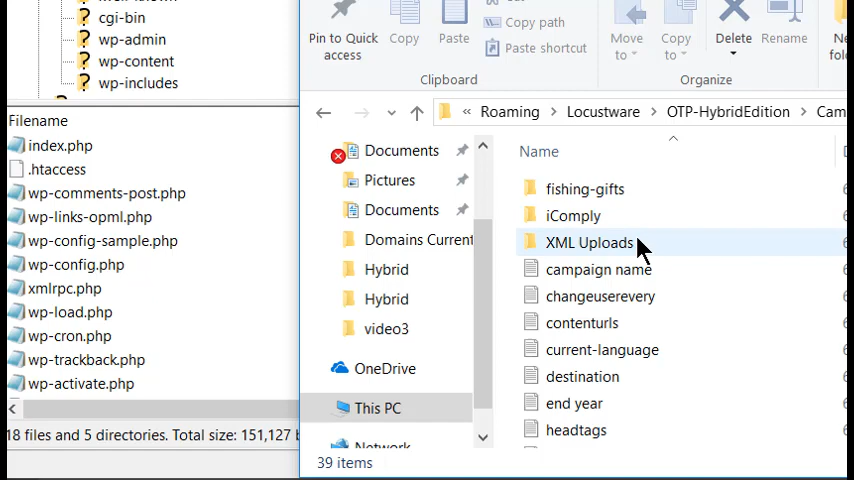 cgi-bin
wp-admin
wp-content
wp-includes
Filename
index.php
.htaccess
wp-comments-post.php
wp-links-opml.php
wp-config-sample.php
wp-config.php
xmlrpc.php
wp-load.php
wp-cron.php
wp-trackback.php
wp-activate.php
18 files and 5 directories. Total size: 151,127 b
Pin to Quick
access
Copy
Paste
Copy path
Paste shortcut
Clipboard
Move
to
Copy
to
Delete
Rename
Organize
« Roaming > Locustware > OTP-HybridEdition > Cam
Documents
Pictures
Documents
Domains Current
Hybrid
Hybrid
video3
OneDrive
This PC
Network
Name
fishing-gifts
iComply
XML Uploads
campaign name
changeuserevery
contenturls
current-language
destination
end year
headtags
39 items